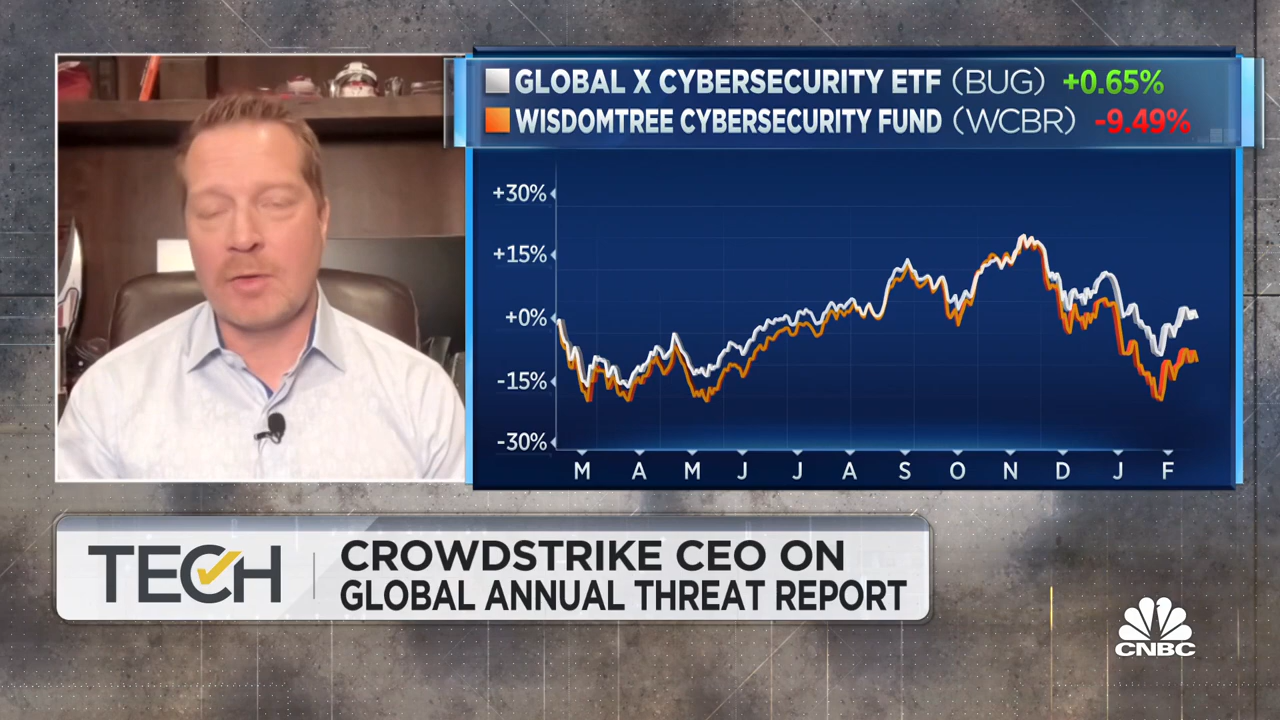 GLOBAL X CYBERSECURITY ETF (BUG) +0.65%
WISDOMTREE CYBERSECURITY FUND (WCBR) -9.49%
+30%
+15%
+0%
-15%
-30%
M A M J J A S O N D J F
TECH
CROWDSTRIKE CEO ON
GLOBAL ANNUAL THREAT REPORT
CNBC